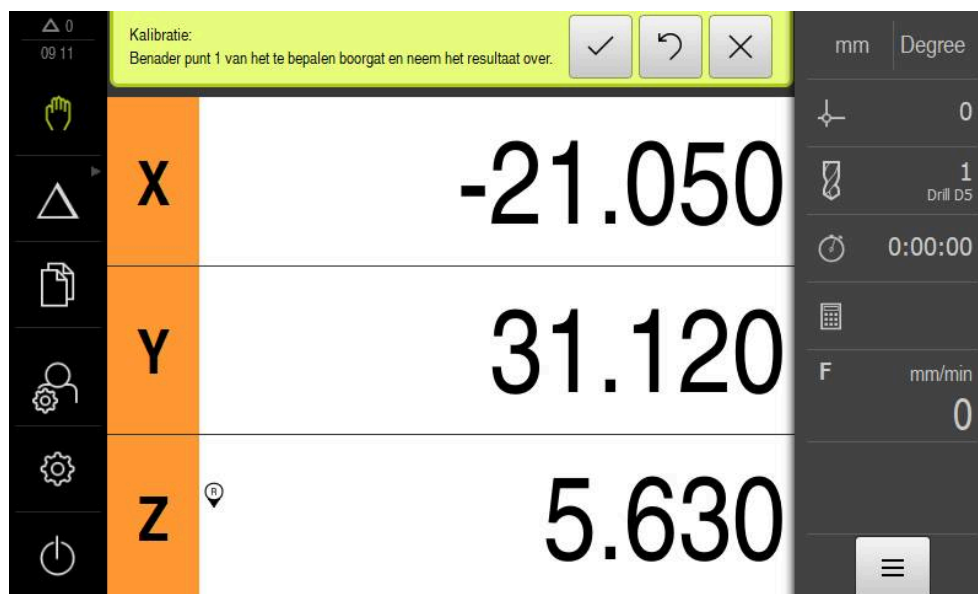 0
09 11
Kalibratie:
Benader punt 1 van het te bepalen boorgat en neem het resultaat over.
mm Degree
0
X -21.050
1
Drill D5
0:00:00
Y 31.120
F mm/min
0
Z R 5.630